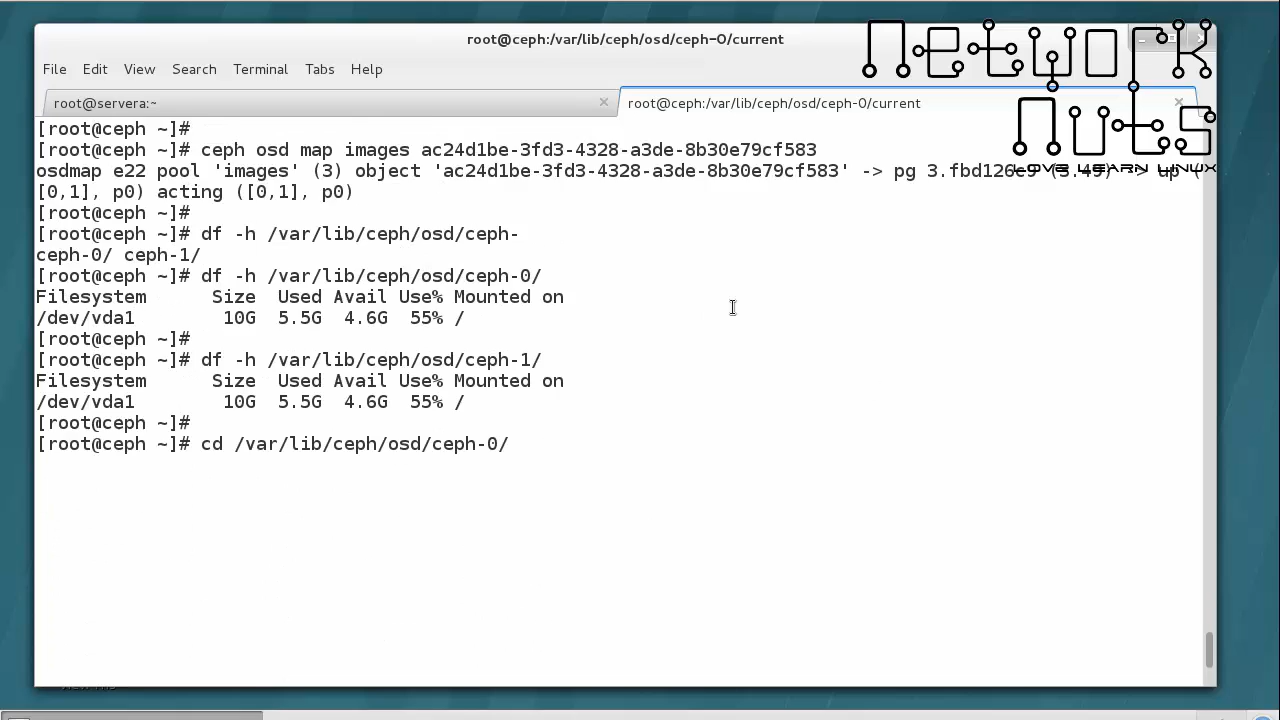 root@ceph:/var/lib/ceph/osd/ceph-0/current
File Edit View Search Terminal Tabs Help
root@servera:~
root@ceph:/var/lib/ceph/osd/ceph-0/current
NETWORK
NUTS
LOVE LEARN LINUX
[root@ceph ~]#
[root@ceph ~]# ceph osd map images ac24d1be-3fd3-4328-a3de-8b30e79cf583
osdmap e22 pool 'images' (3) object 'ac24d1be-3fd3-4328-a3de-8b30e79cf583' -> pg 3.fbd126c9 (3.49) -> up (
[0,1], p0) acting ([0,1], p0)
[root@ceph ~]#
[root@ceph ~]# df -h /var/lib/ceph/osd/ceph-
ceph-0/ ceph-1/
[root@ceph ~]# df -h /var/lib/ceph/osd/ceph-0/
Filesystem Size Used Avail Use% Mounted on
/dev/vda1 10G 5.5G 4.6G 55% /
[root@ceph ~]#
[root@ceph ~]# df -h /var/lib/ceph/osd/ceph-1/
Filesystem Size Used Avail Use% Mounted on
/dev/vda1 10G 5.5G 4.6G 55% /
[root@ceph ~]#
[root@ceph ~]# cd /var/lib/ceph/osd/ceph-0/